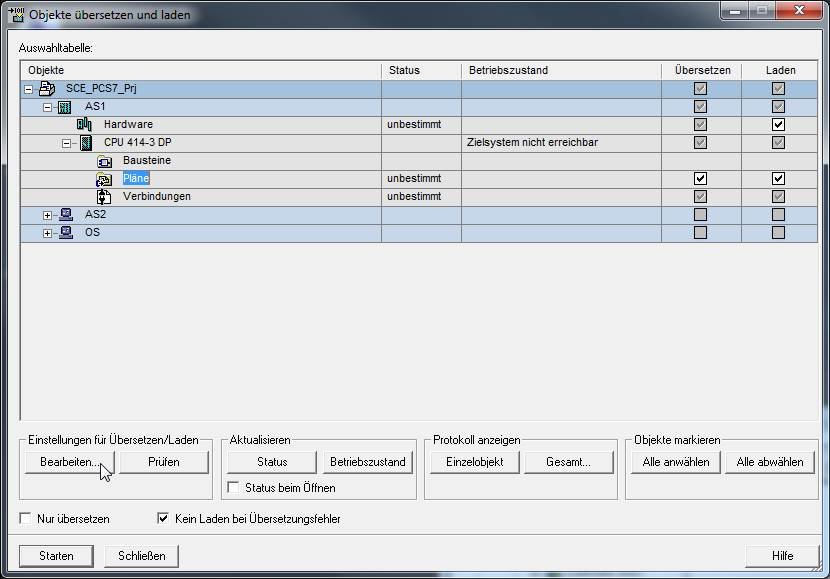 Objekte übersetzen und laden
Auswahltabelle:
Objekte Status Betriebszustand Übersetzen Laden
SCE_PCS7_Prj
AS1
Hardware unbestimmt
CPU 414-3 DP Zielsystem nicht erreichbar
Bausteine
Pläne unbestimmt
Verbindungen unbestimmt
AS2
OS
Einstellungen für Übersetzen/Laden Aktualisieren Protokoll anzeigen Objekte markieren
Bearbeiten... Prüfen Status Betriebszustand Einzelobjekt Gesamt... Alle anwählen Alle abwählen
Status beim Öffnen
Nur übersetzen Kein Laden bei Übersetzungsfehler
Starten Schließen Hilfe